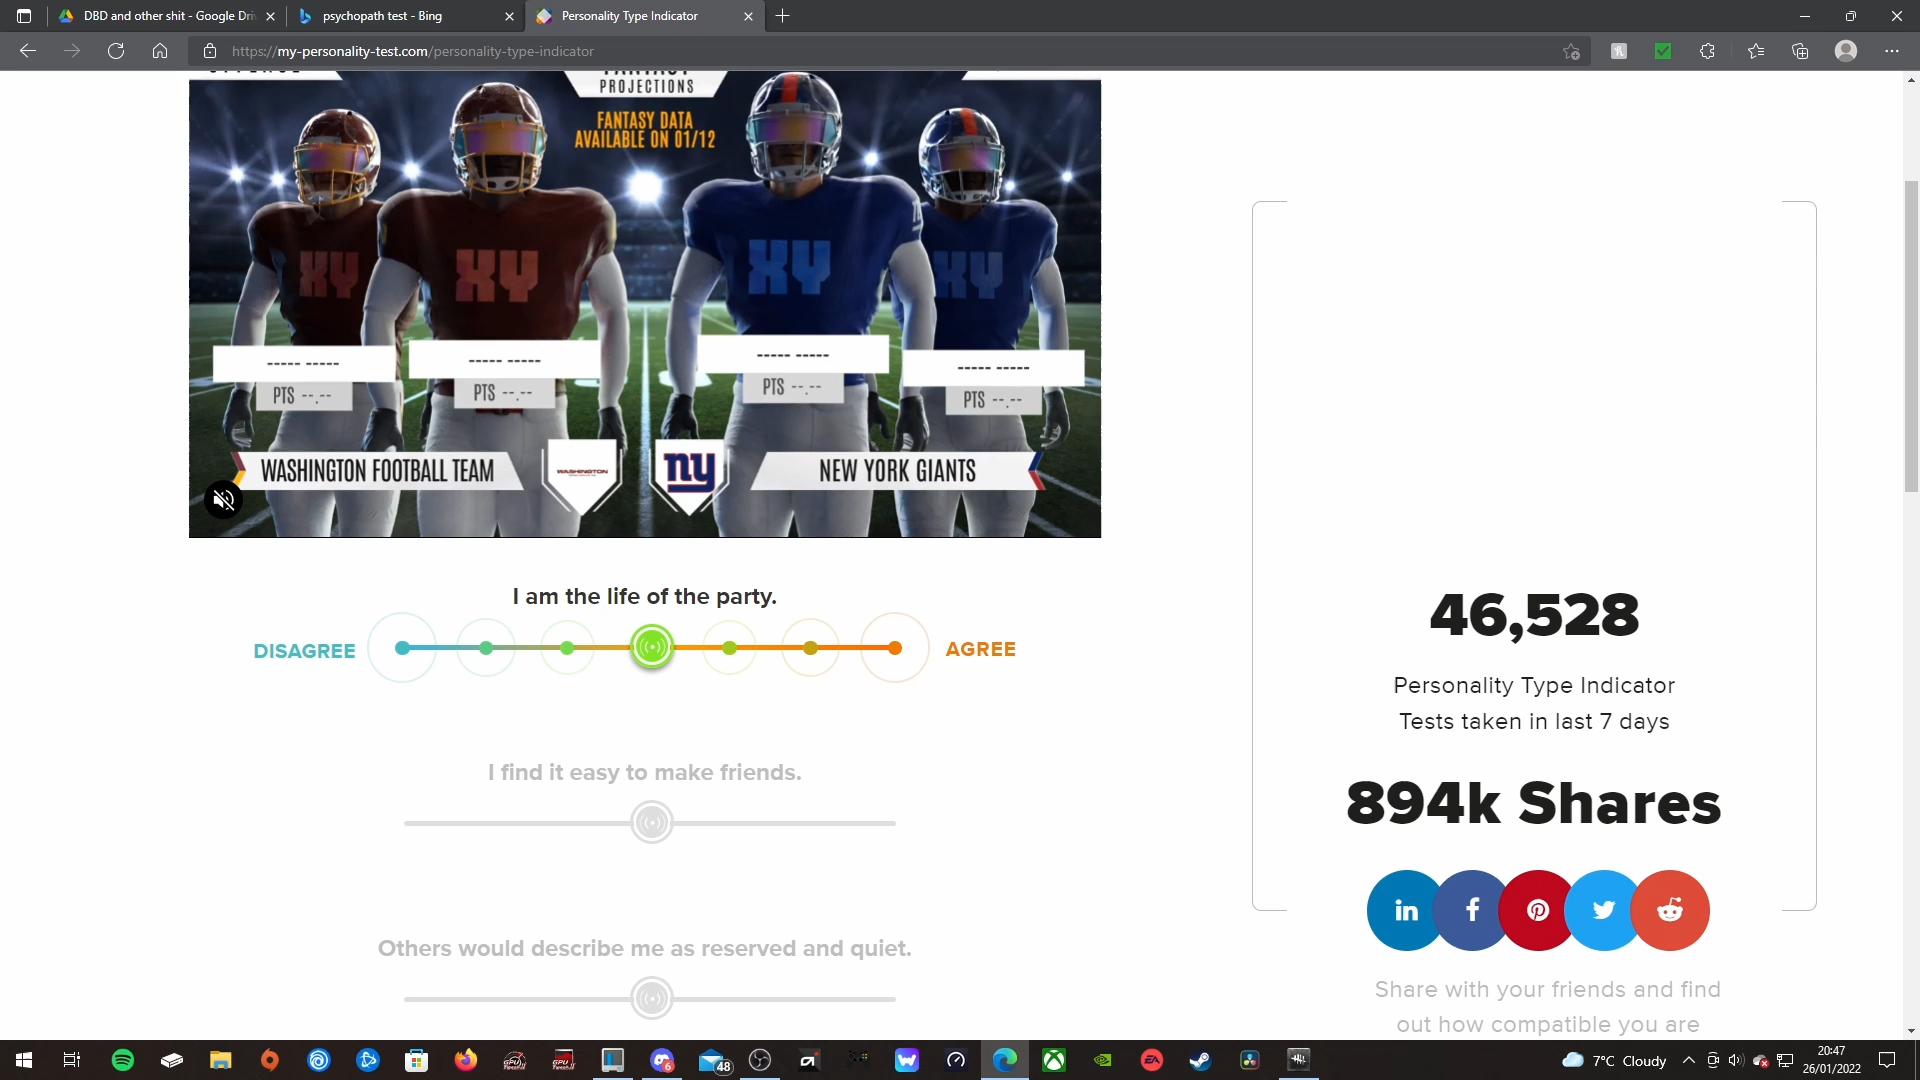 DBD and other shit - Google Dri
psychopath test - Bing
Personality Type Indicator
https://my-personality-test.com/personality-type-indicator
PROJECTIONS
FANTASY DATA
AVAILABLE ON 01/12
XY
XY
XY
XY
----- -----
PTS --.--
----- -----
PTS --.--
----- -----
PTS --.--
----- -----
PTS --.--
WASHINGTON FOOTBALL TEAM
WASHINGTON
ny
NEW YORK GIANTS
I am the life of the party.
DISAGREE
AGREE
I find it easy to make friends.
Others would describe me as reserved and quiet.
46,528
Personality Type Indicator
Tests taken in last 7 days
894k Shares
in
f
Share with your friends and find
out how compatible you are
6
48
EA
7°C Cloudy
20:47
26/01/2022